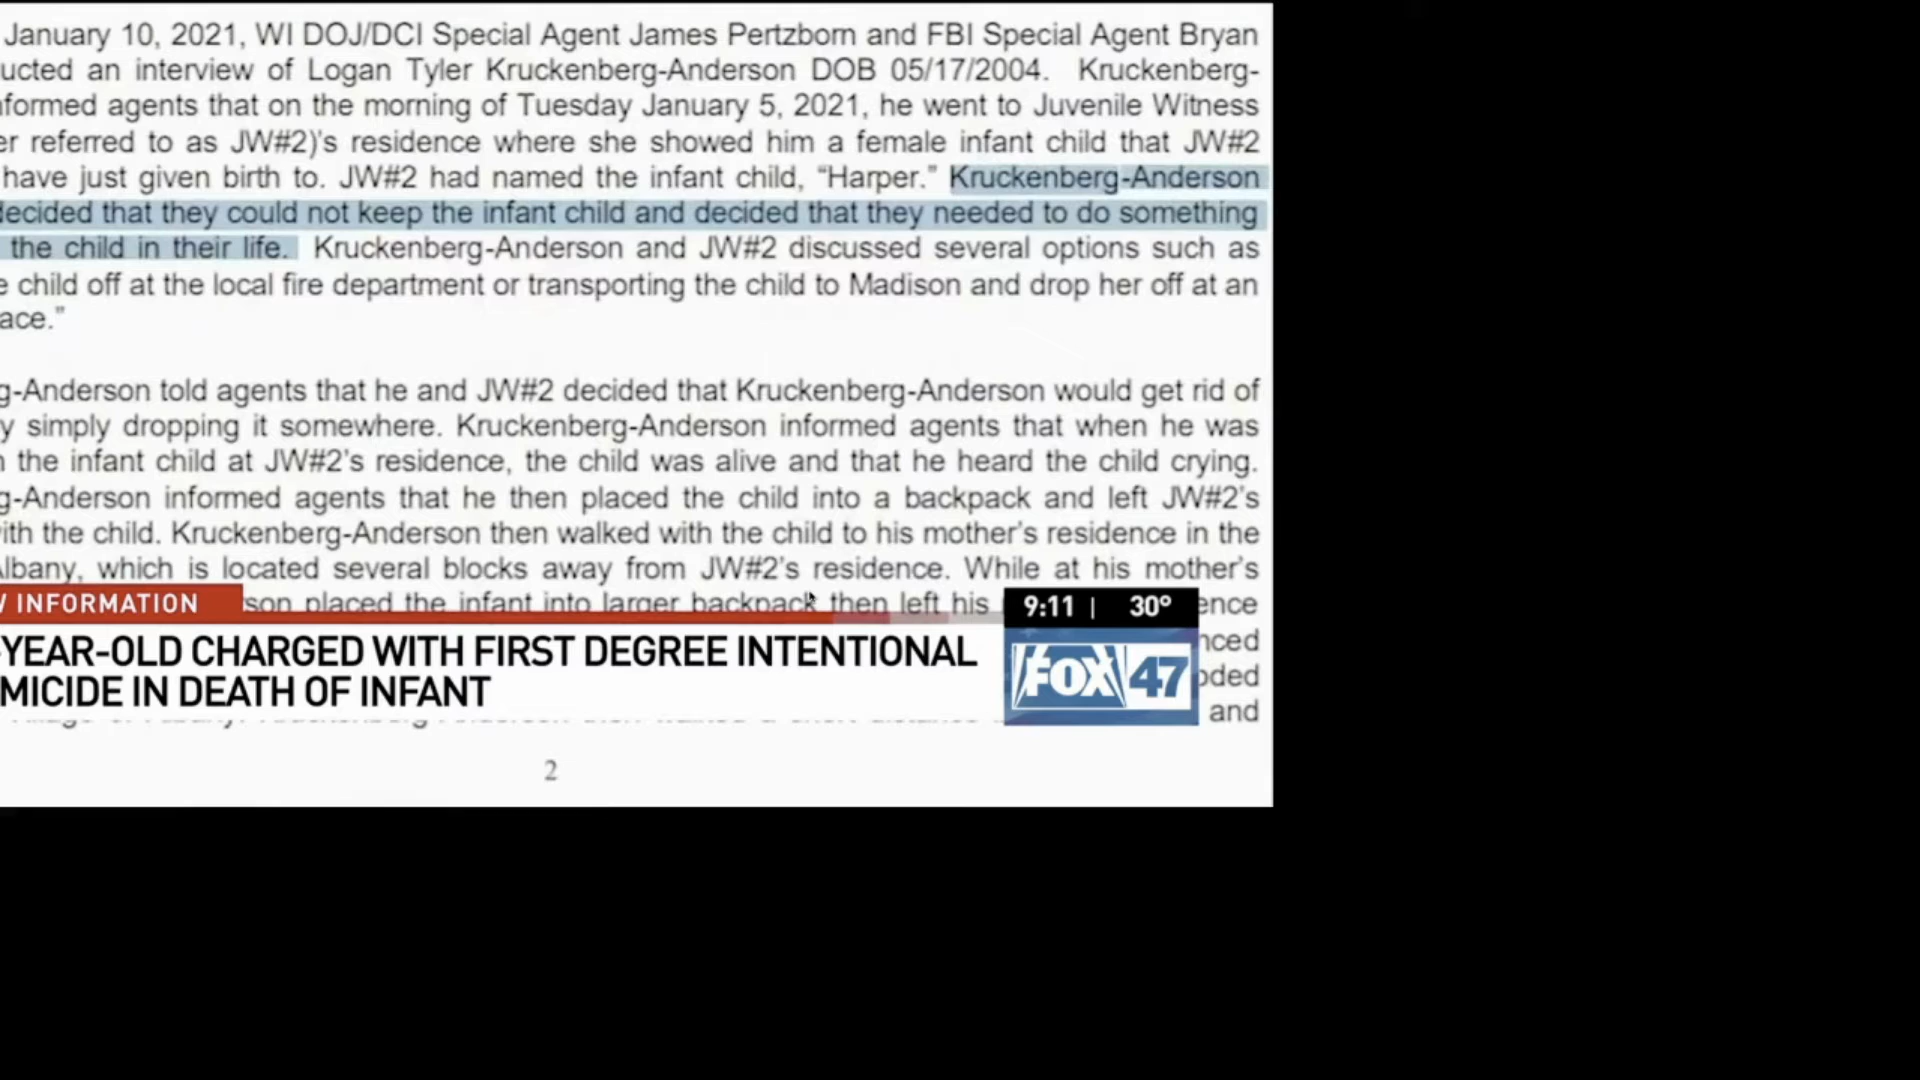 January 10, 2021, WI DOJ/DCI Special Agent James Pertzborn and FBI Special Agent Bryan
ucted an interview of Logan Tyler Kruckenberg-Anderson DOB 05/17/2004. Kruckenberg-
nformed agents that on the morning of Tuesday January 5, 2021, he went to Juvenile Witness
er referred to as JW#2)'s residence where she showed him a female infant child that JW#2
have just given birth to. JW#2 had named the infant child, “Harper.” Kruckenberg-Anderson
decided that they could not keep the infant child and decided that they needed to do something
the child in their life. Kruckenberg-Anderson and JW#2 discussed several options such as
e child off at the local fire department or transporting the child to Madison and drop her off at an
ace.”
g-Anderson told agents that he and JW#2 decided that Kruckenberg-Anderson would get rid of
y simply dropping it somewhere. Kruckenberg-Anderson informed agents that when he was
the infant child at JW#2's residence, the child was alive and that he heard the child crying.
g-Anderson informed agents that he then placed the child into a backpack and left JW#2's
ith the child. Kruckenberg-Anderson then walked with the child to his mother's residence in the
Albany, which is located several blocks away from JW#2's residence. While at his mother's
son placed the infant into larger backpack then left his ence
nced
oded
and
W INFORMATION
-YEAR-OLD CHARGED WITH FIRST DEGREE INTENTIONAL
MICIDE IN DEATH OF INFANT
9:11 | 30°
FOX 47
2